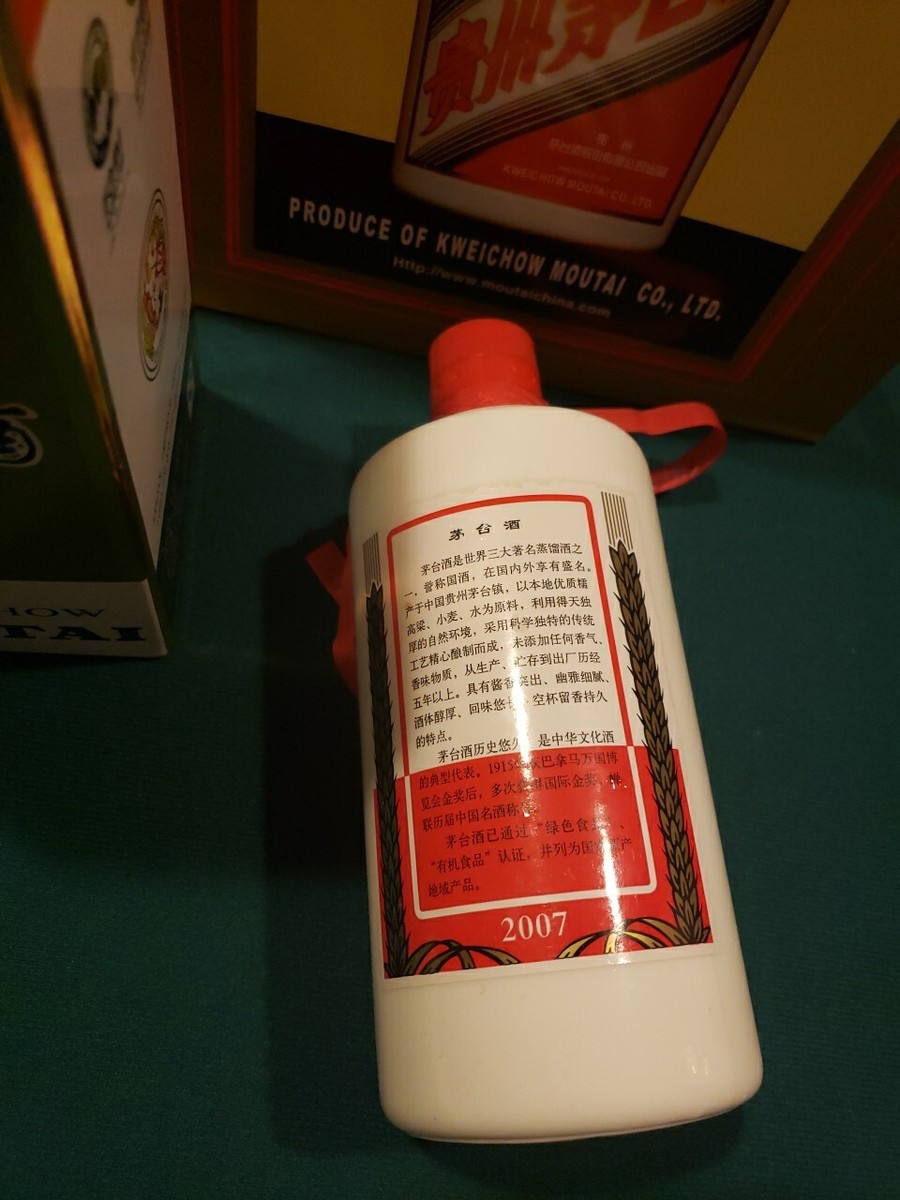 贵州茅台
KWEICHOW MOUTAI CO.,LTD.
PRODUCE OF KWEICHOW MOUTAI CO., LTD.
Http://www.moutaichina.com
HOW
TAI
茅台酒
茅台酒是世界三大著名蒸馏酒之
一，誉称国酒，在国内外享有盛名。
产于中国贵州茅台镇，以本地优质糯
高粱、小麦、水为原料，利用得天独
厚的自然环境，采用科学独特的传统
工艺精心酿制而成，未添加任何香气、
香味物质，从生产、贮存到出厂历经
五年以上。具有酱香突出、幽雅细腻、
酒体醇厚、回味悠长、空杯留香持久
的特点。
茅台酒历史悠久，是中华文化酒
的典型代表。1915年 巴拿马万国博
览会金奖后，多次 国际金奖，蝉
联历届中国名酒称
茅台酒已通过“绿色食品”、
“有机食品”认证，并列为国 产
地域产品。
2007